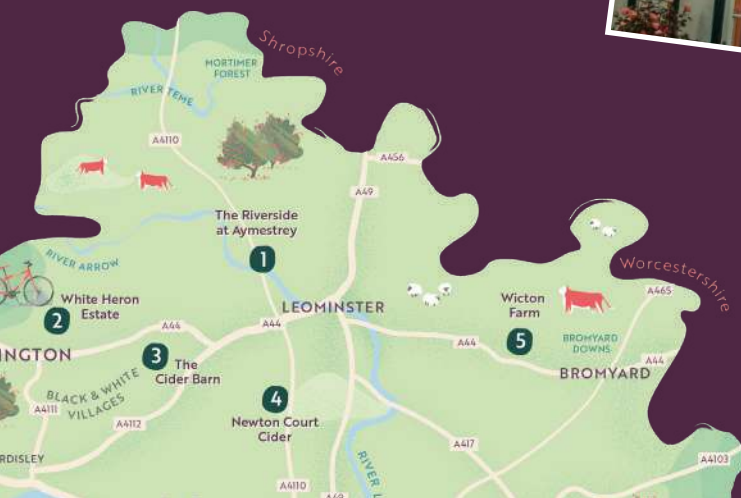 Shropshire
MORTIMER
FOREST
RIVER TEME
A4110
A456
A49
The Riverside
at Aymestrey
1
RIVER ARROW
White Heron
Estate
2
LEOMINSTER
A44
A44
INGTON
3
The
Cider Barn
BLACK & WHITE
VILLAGES
A4111
A4112
4
Newton Court
Cider
RDISLEY
A4110
A49
RIVER L
A417
A44
Wicton
Farm
5
BROMYARD
DOWNS
BROMYARD
A44
A465
Worcestershire
A4103